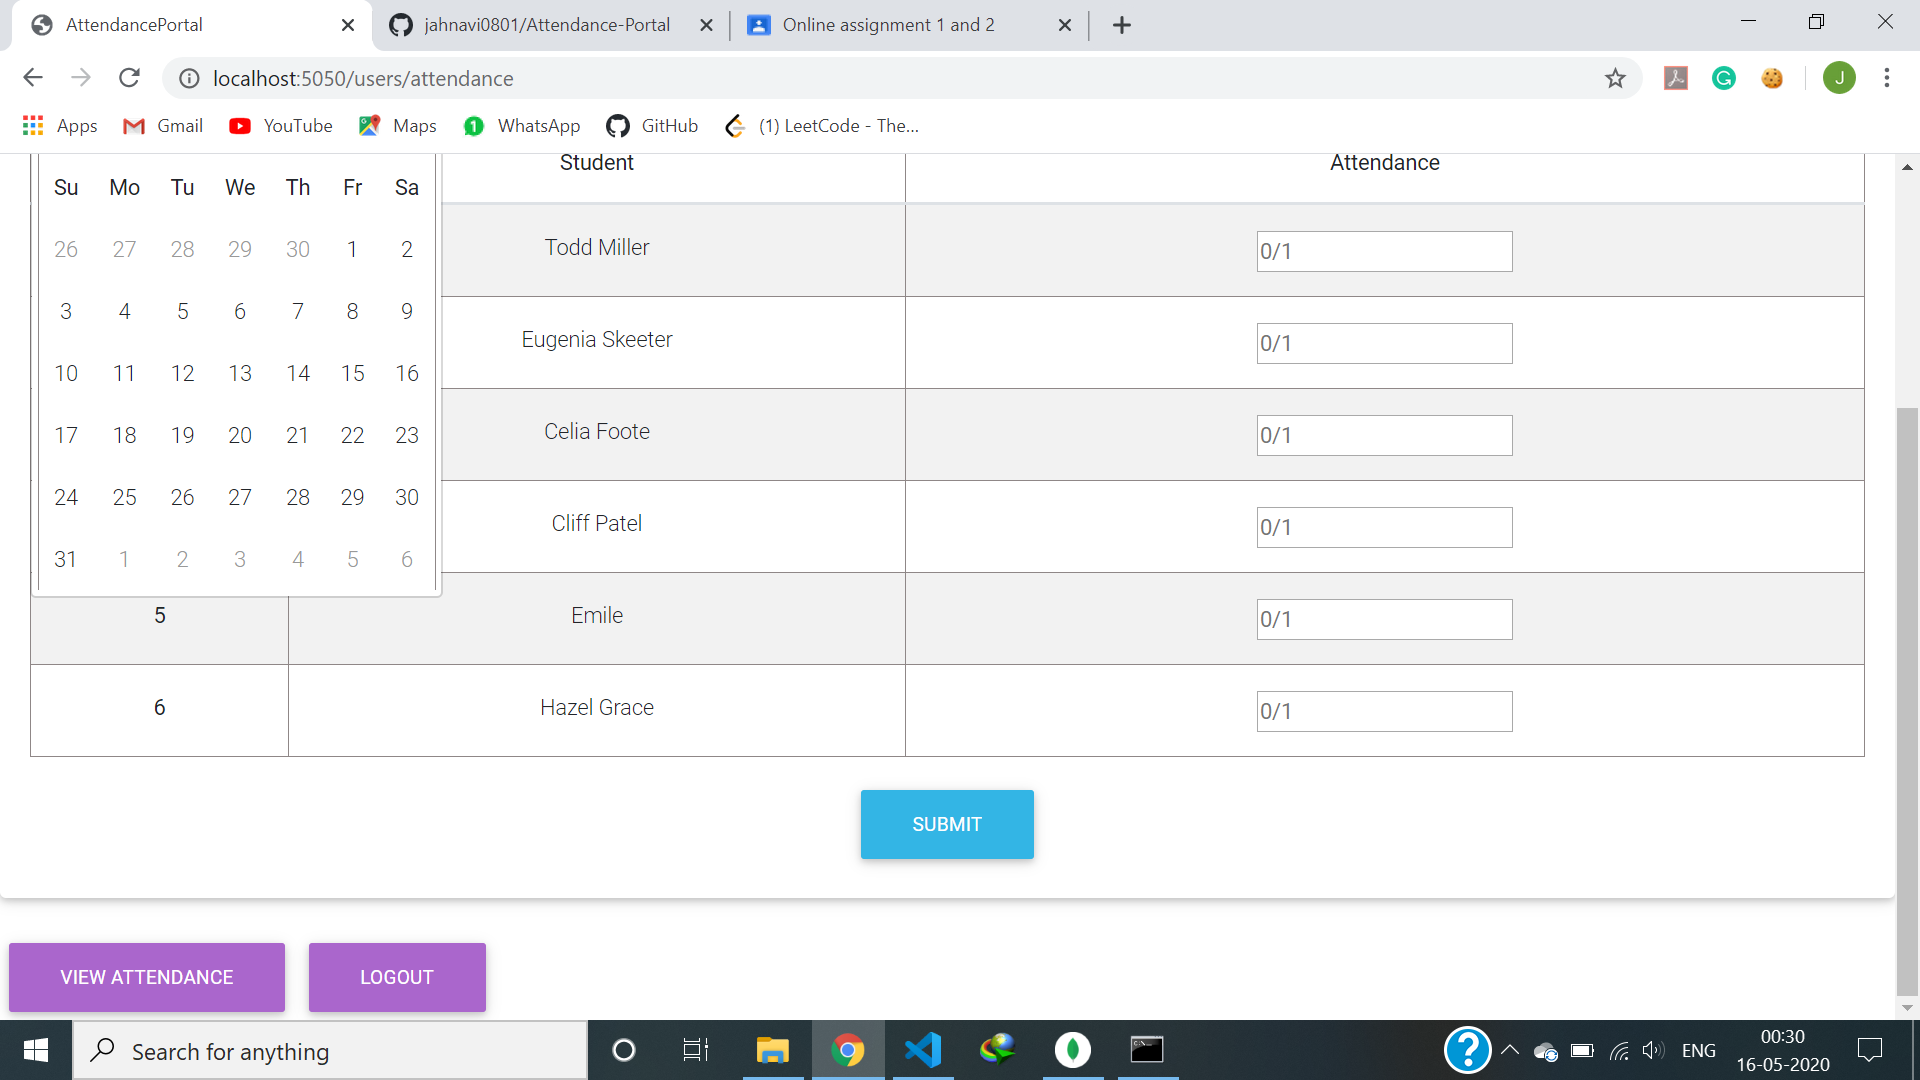 AttendancePortal
jahnavi0801/Attendance-Portal
Online assignment 1 and 2
localhost:5050/users/attendance
J
Apps
Gmail
YouTube
Maps
1 WhatsApp
GitHub
(1) LeetCode - The...
Student Attendance
Su Mo Tu We Th Fr Sa
26 27 28 29 30 1 2
3 4 5 6 7 8 9
10 11 12 13 14 15 16
17 18 19 20 21 22 23
24 25 26 27 28 29 30
31 1 2 3 4 5 6
Todd Miller 0/1
Eugenia Skeeter 0/1
Celia Foote 0/1
Cliff Patel 0/1
5 Emile 0/1
6 Hazel Grace 0/1
SUBMIT
VIEW ATTENDANCE
LOGOUT
Search for anything
ENG
00:30
16-05-2020